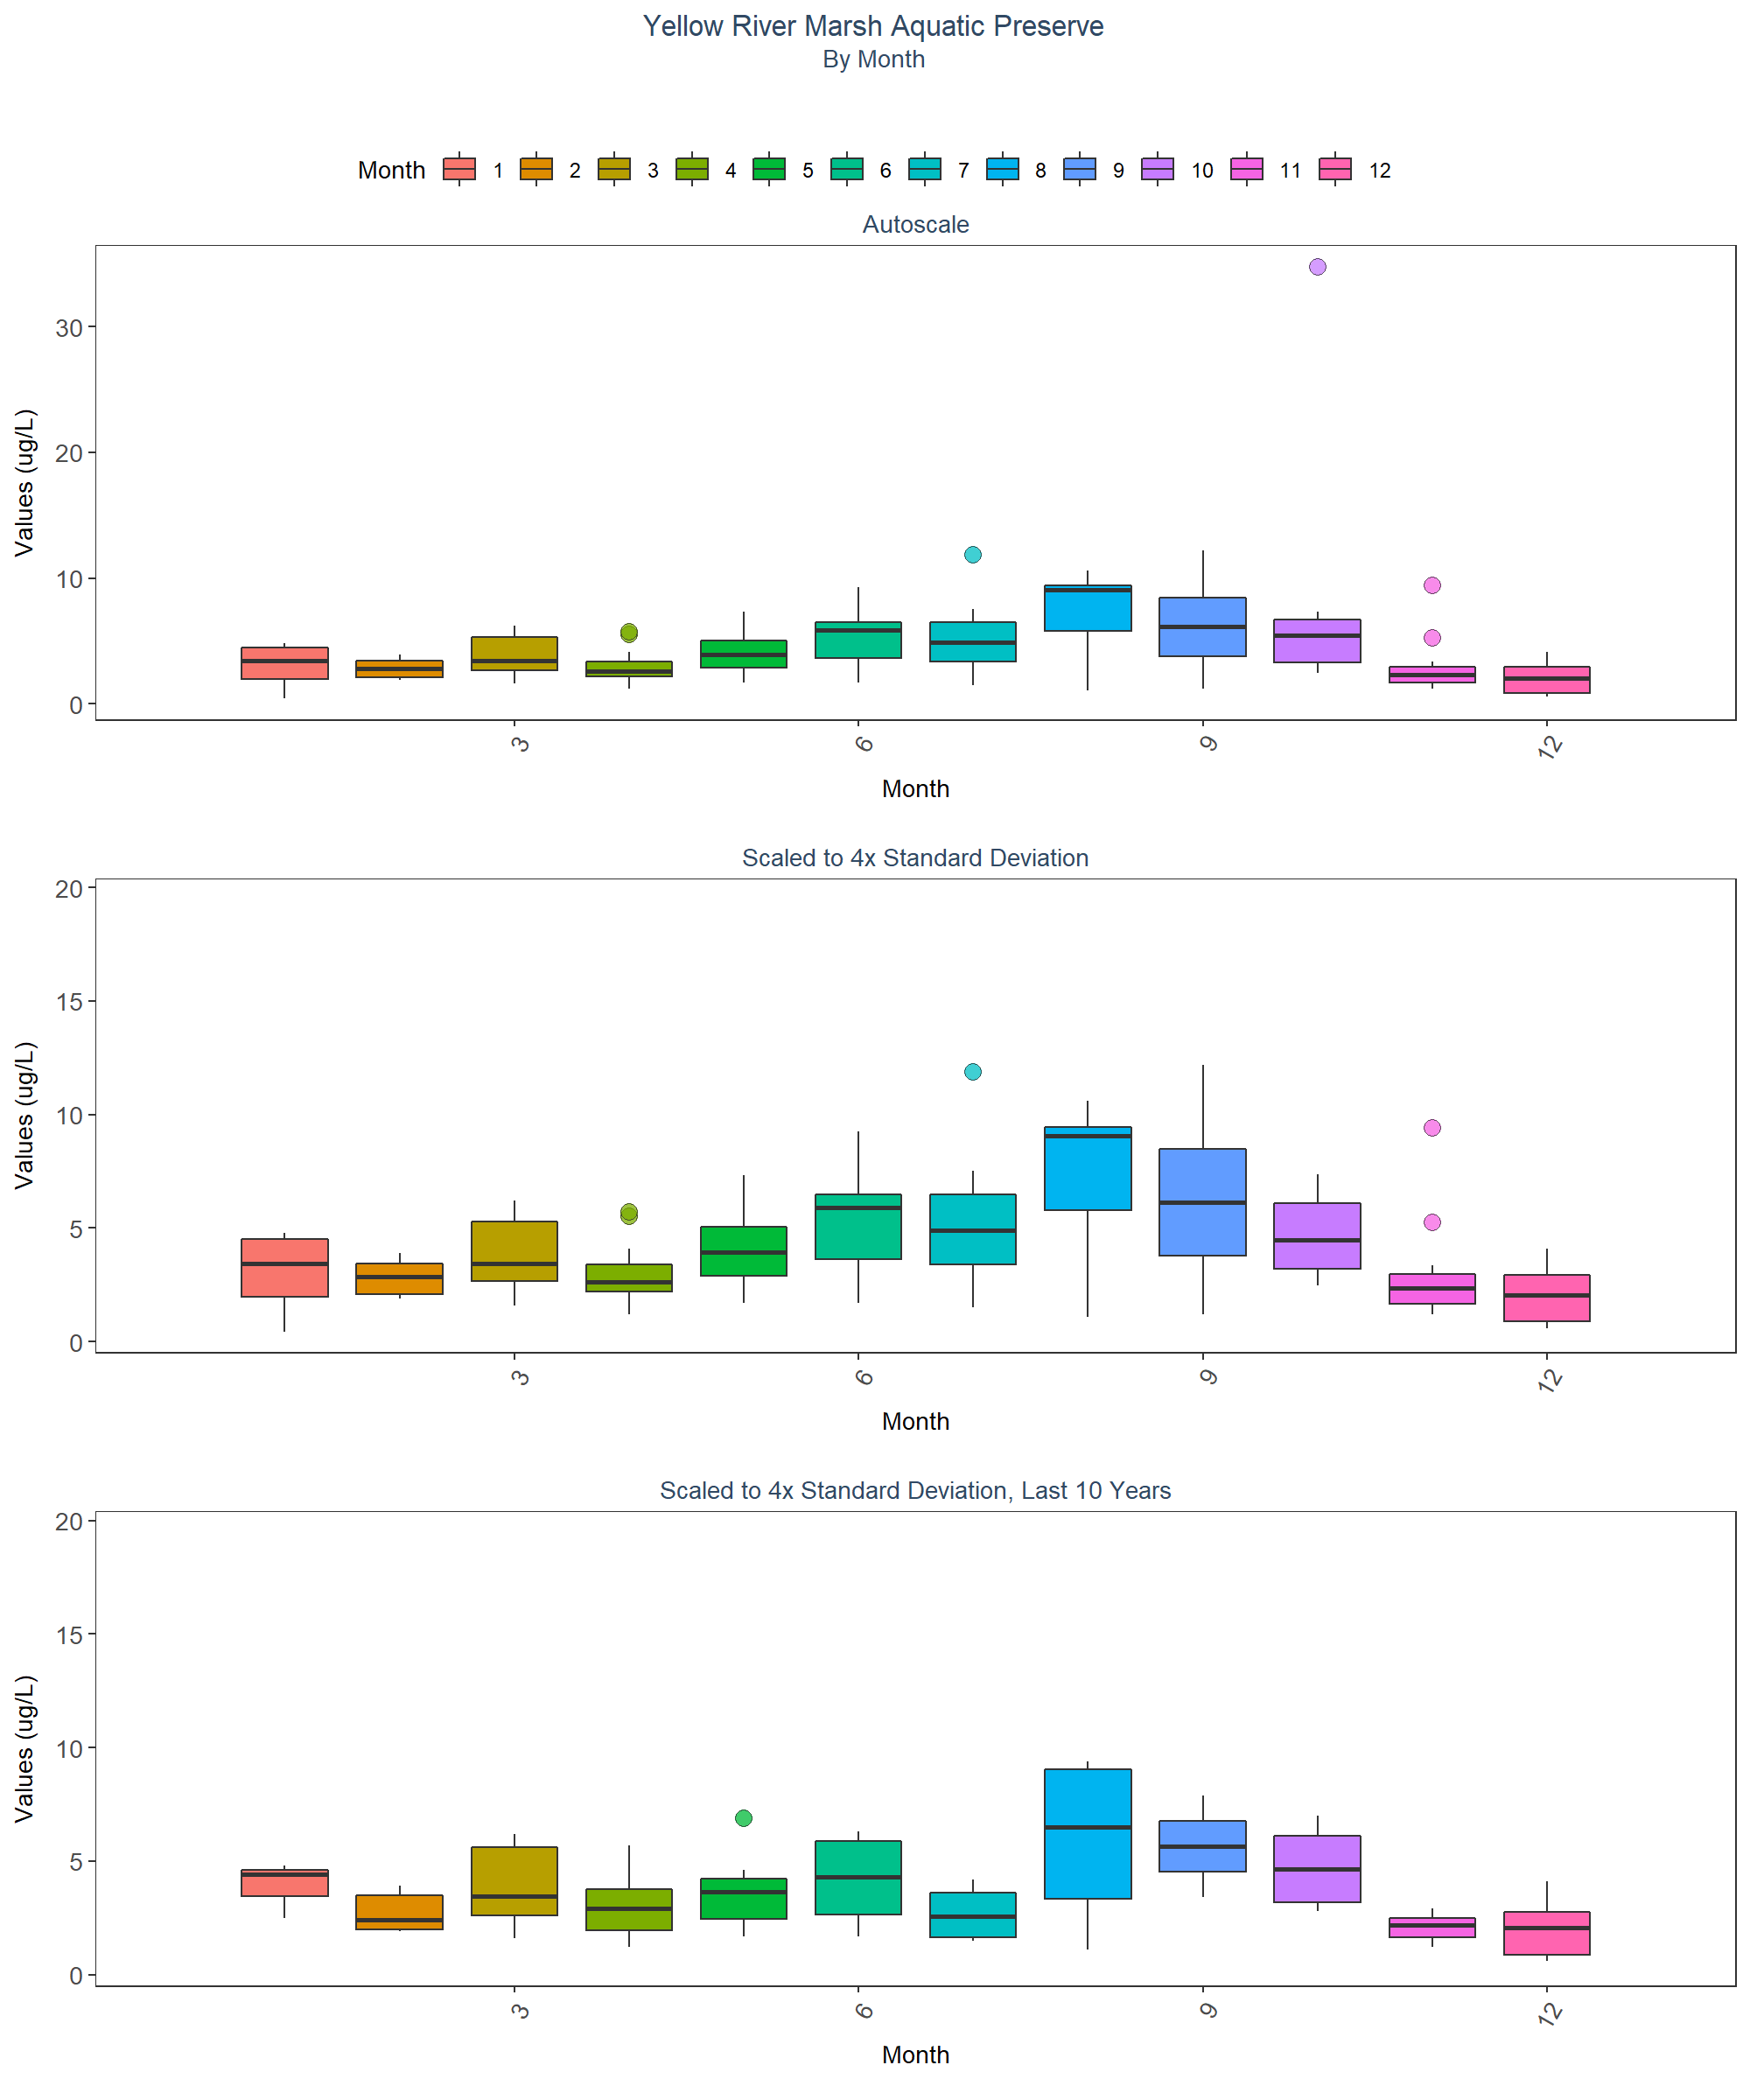 Yellow River Marsh Aquatic Preserve
By Month
Month 1 2 3 4 5 6 7 8 9 10 11 12
Autoscale
Values (ug/L)
30
20
10
0
3 6 9 12
Month
Scaled to 4x Standard Deviation
Values (ug/L)
20
15
10
5
0
3 6 9 12
Month
Scaled to 4x Standard Deviation, Last 10 Years
Values (ug/L)
20
15
10
5
0
3 6 9 12
Month